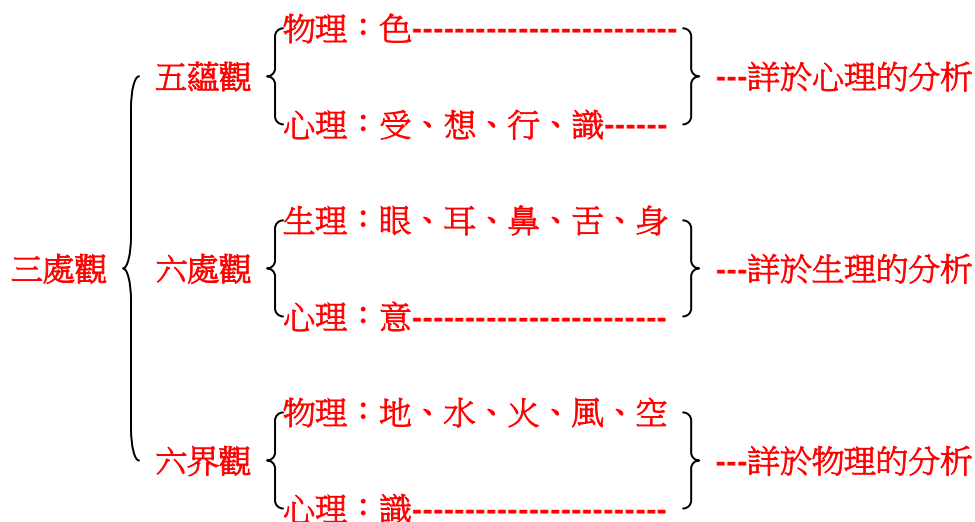 物理：色-------------------------
五蘊觀 ---詳於心理的分析
心理：受、想、行、識------
生理：眼、耳、鼻、舌、身
三處觀 六處觀 ---詳於生理的分析
心理：意------------------------
物理：地、水、火、風、空
六界觀 ---詳於物理的分析
心理：識------------------------